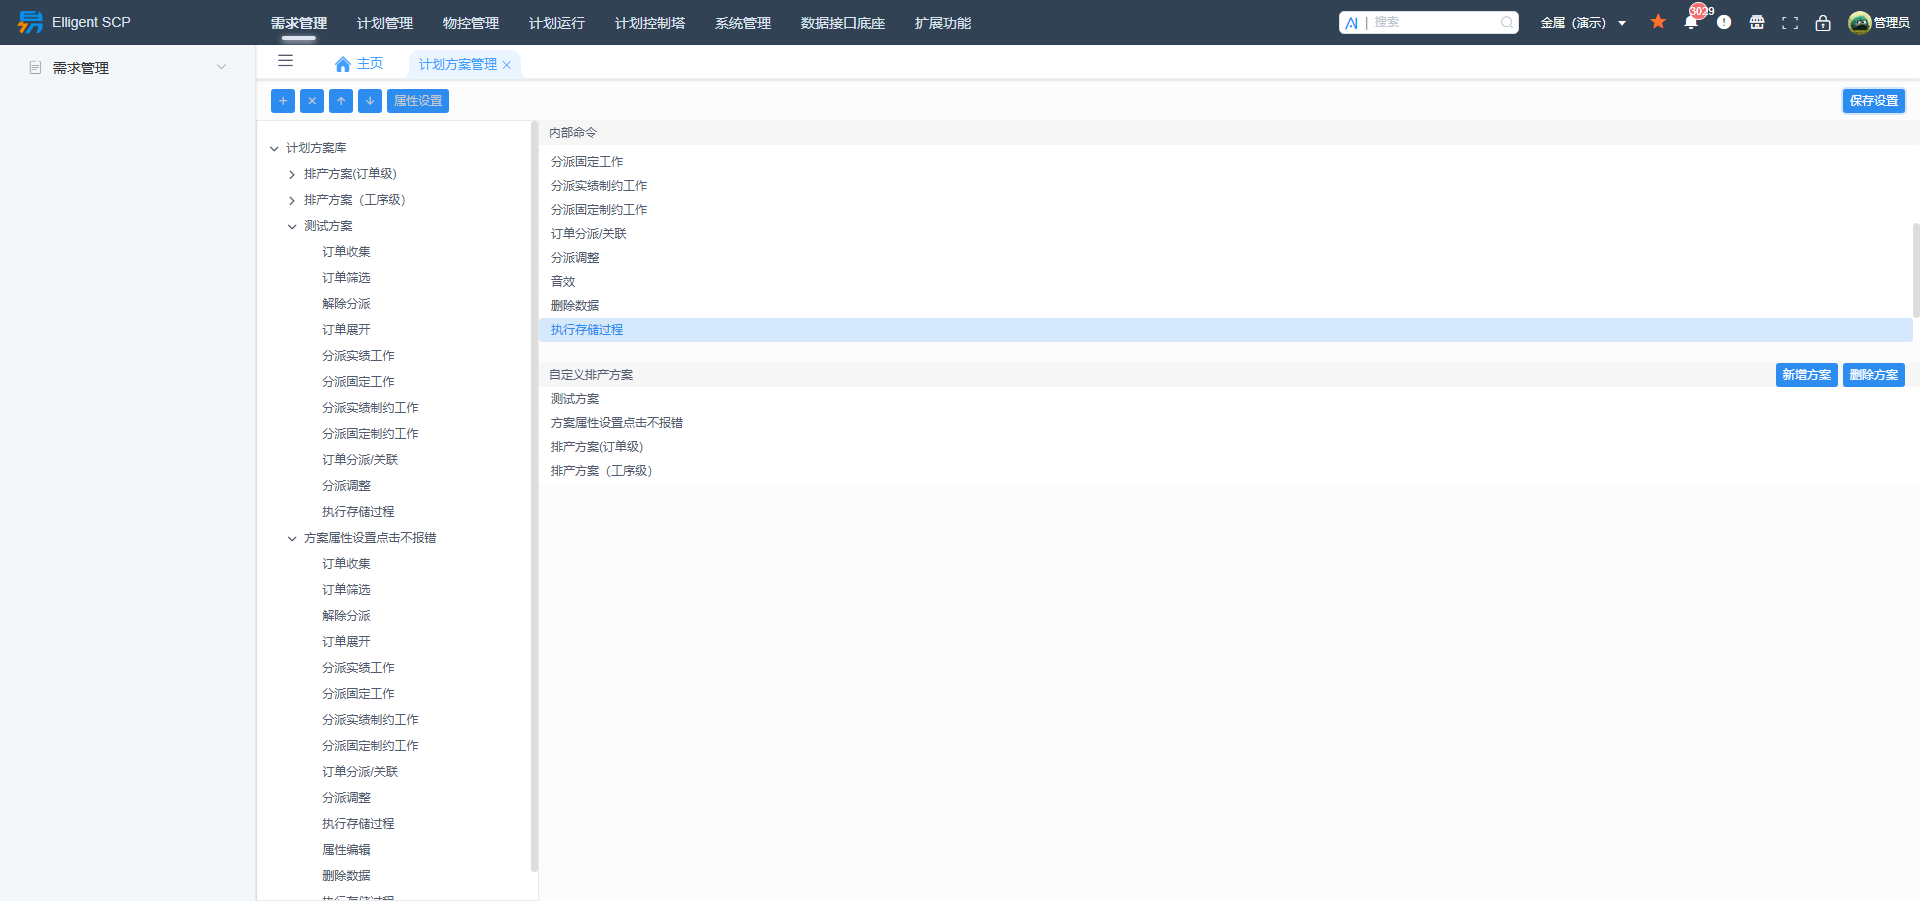 Elligent SCP
需求管理
计划管理
物控管理
计划运行
计划控制塔
系统管理
数据接口底座
扩展功能
AI | 搜索
金属（演示）
3029
管理员
需求管理
主页
计划方案管理
属性设置
保存设置
计划方案库
排产方案(订单级)
排产方案（工序级）
测试方案
订单收集
订单筛选
解除分派
订单展开
分派实绩工作
分派固定工作
分派实绩制约工作
分派固定制约工作
订单分派/关联
分派调整
执行存储过程
方案属性设置点击不报错
订单收集
订单筛选
解除分派
订单展开
分派实绩工作
分派固定工作
分派实绩制约工作
分派固定制约工作
订单分派/关联
分派调整
执行存储过程
属性编辑
删除数据
执行存储过程
内部命令
分派固定工作
分派实绩制约工作
分派固定制约工作
订单分派/关联
分派调整
音效
删除数据
执行存储过程
自定义排产方案
新增方案
删除方案
测试方案
方案属性设置点击不报错
排产方案(订单级)
排产方案（工序级）